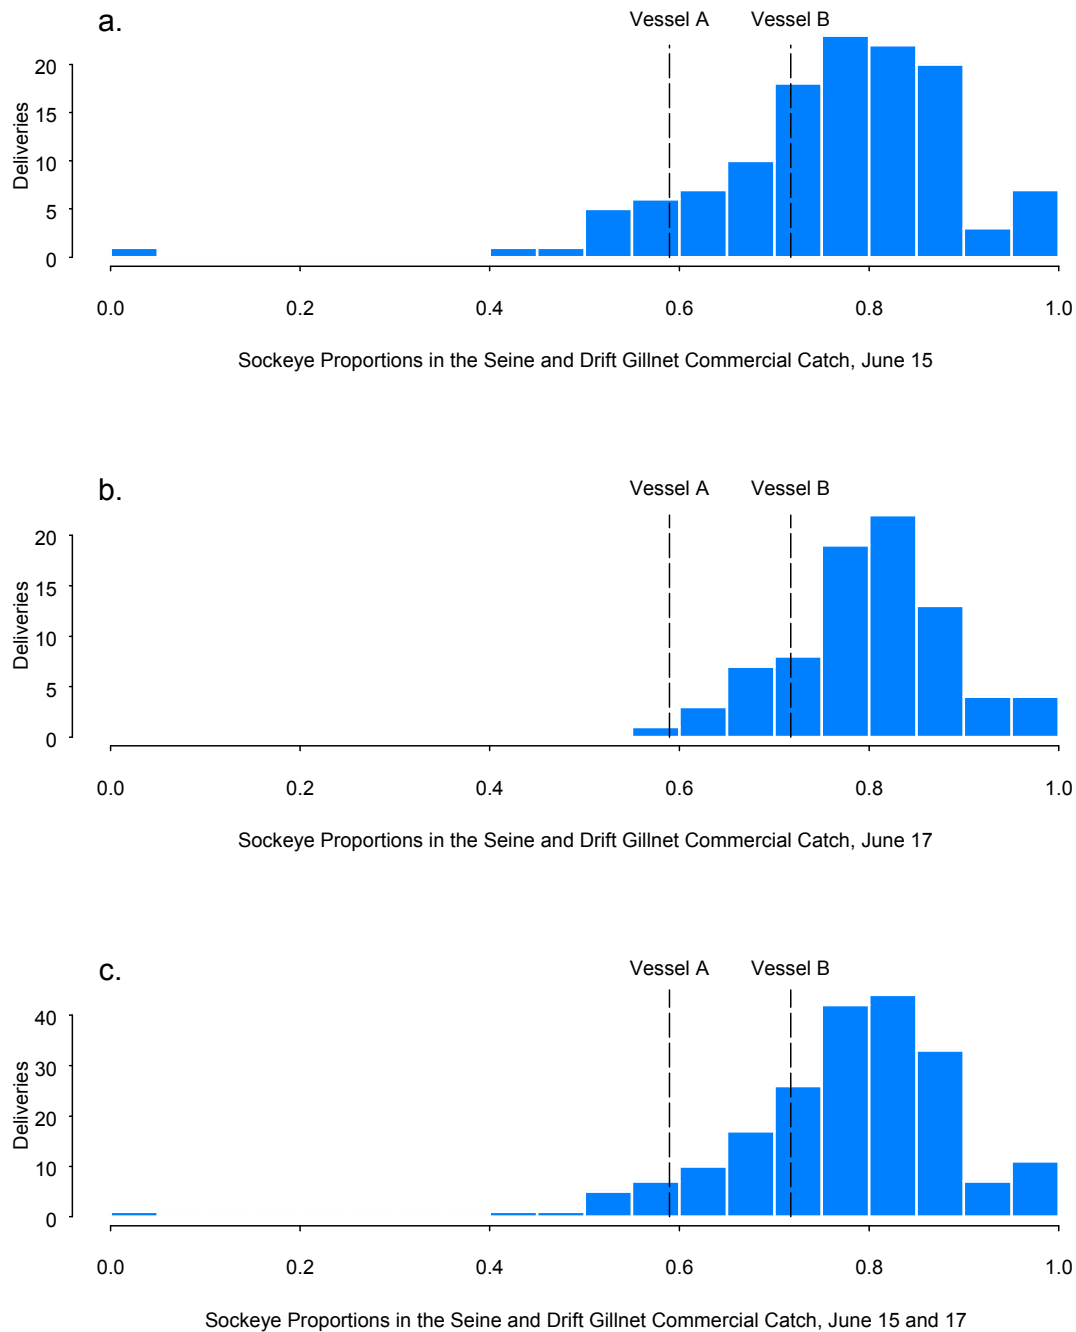 a.
Vessel A Vessel B
20
15
10
5
0
Deliveries
0.0 0.2 0.4 0.6 0.8 1.0
Sockeye Proportions in the Seine and Drift Gillnet Commercial Catch, June 15
b.
Vessel A Vessel B
20
15
10
5
0
Deliveries
0.0 0.2 0.4 0.6 0.8 1.0
Sockeye Proportions in the Seine and Drift Gillnet Commercial Catch, June 17
c.
Vessel A Vessel B
40
30
20
10
0
Deliveries
0.0 0.2 0.4 0.6 0.8 1.0
Sockeye Proportions in the Seine and Drift Gillnet Commercial Catch, June 15 and 17